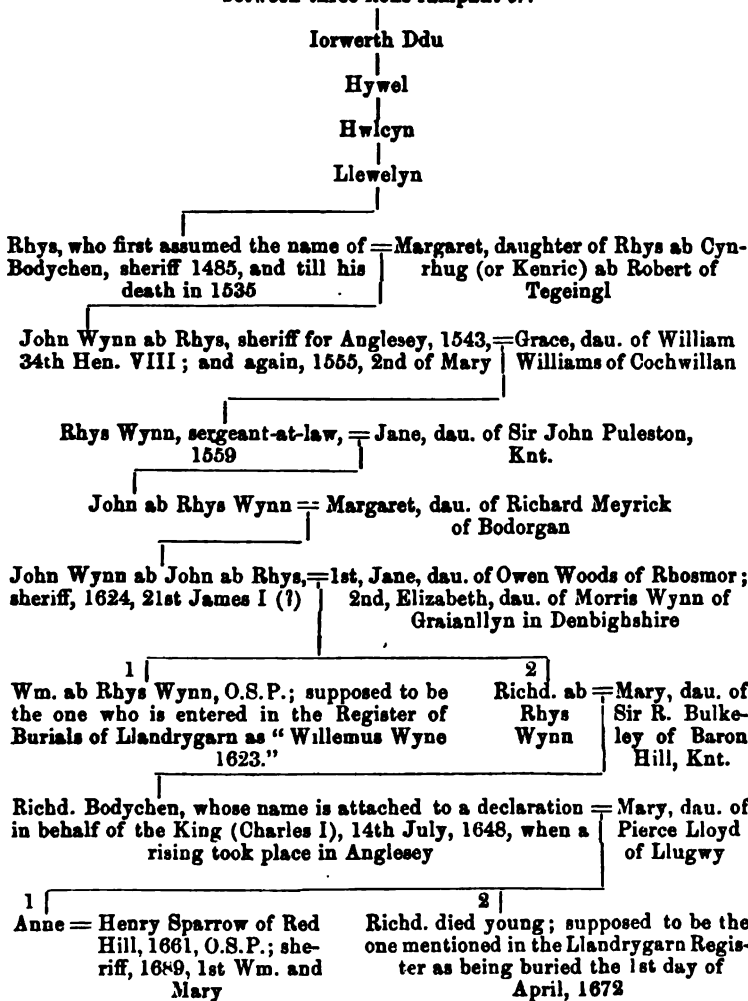 Iorwerth Ddu
Hywel
Hwlcyn
Llewelyn
Rhys, who first assumed the name of = Margaret, daughter of Rhys ab Cyn-
Bodychen, sheriff 1485, and till his rhug (or Kenric) ab Robert of
death in 1535 Tegeingl
John Wynn ab Rhys, sheriff for Anglesey, 1543, = Grace, dau. of William
34th Hen. VIII; and again, 1555, 2nd of Mary Williams of Cochwillan
Rhys Wynn, sergeant-at-law, = Jane, dau. of Sir John Puleston,
1559 Knt.
John ab Rhys Wynn = Margaret, dau. of Richard Meyrick
of Bodorgan
John Wynn ab John ab Rhys, = 1st, Jane, dau. of Owen Woods of Rhosmor;
sheriff, 1624, 21st James I (?) 2nd, Elizabeth, dau. of Morris Wynn of
Graianllyn in Denbighshire
1 2
Wm. ab Rhys Wynn, O.S.P.; supposed to be Richd. ab = Mary, dau. of
the one who is entered in the Register of Rhys Sir R. Bulke-
Burials of Llandrygarn as "Willemus Wyne Wynn ley of Baron
1623." Hill, Knt.
Richd. Bodychen, whose name is attached to a declaration = Mary, dau. of
in behalf of the King (Charles I), 14th July, 1648, when a Pierce Lloyd
rising took place in Anglesey of Llugwy
1 2
Anne = Henry Sparrow of Red Richd. died young; supposed to be the
Hill, 1661, O.S.P.; she- one mentioned in the Llandrygarn Regis-
riff, 1689, 1st Wm. and ter as being buried the 1st day of
Mary April, 1672